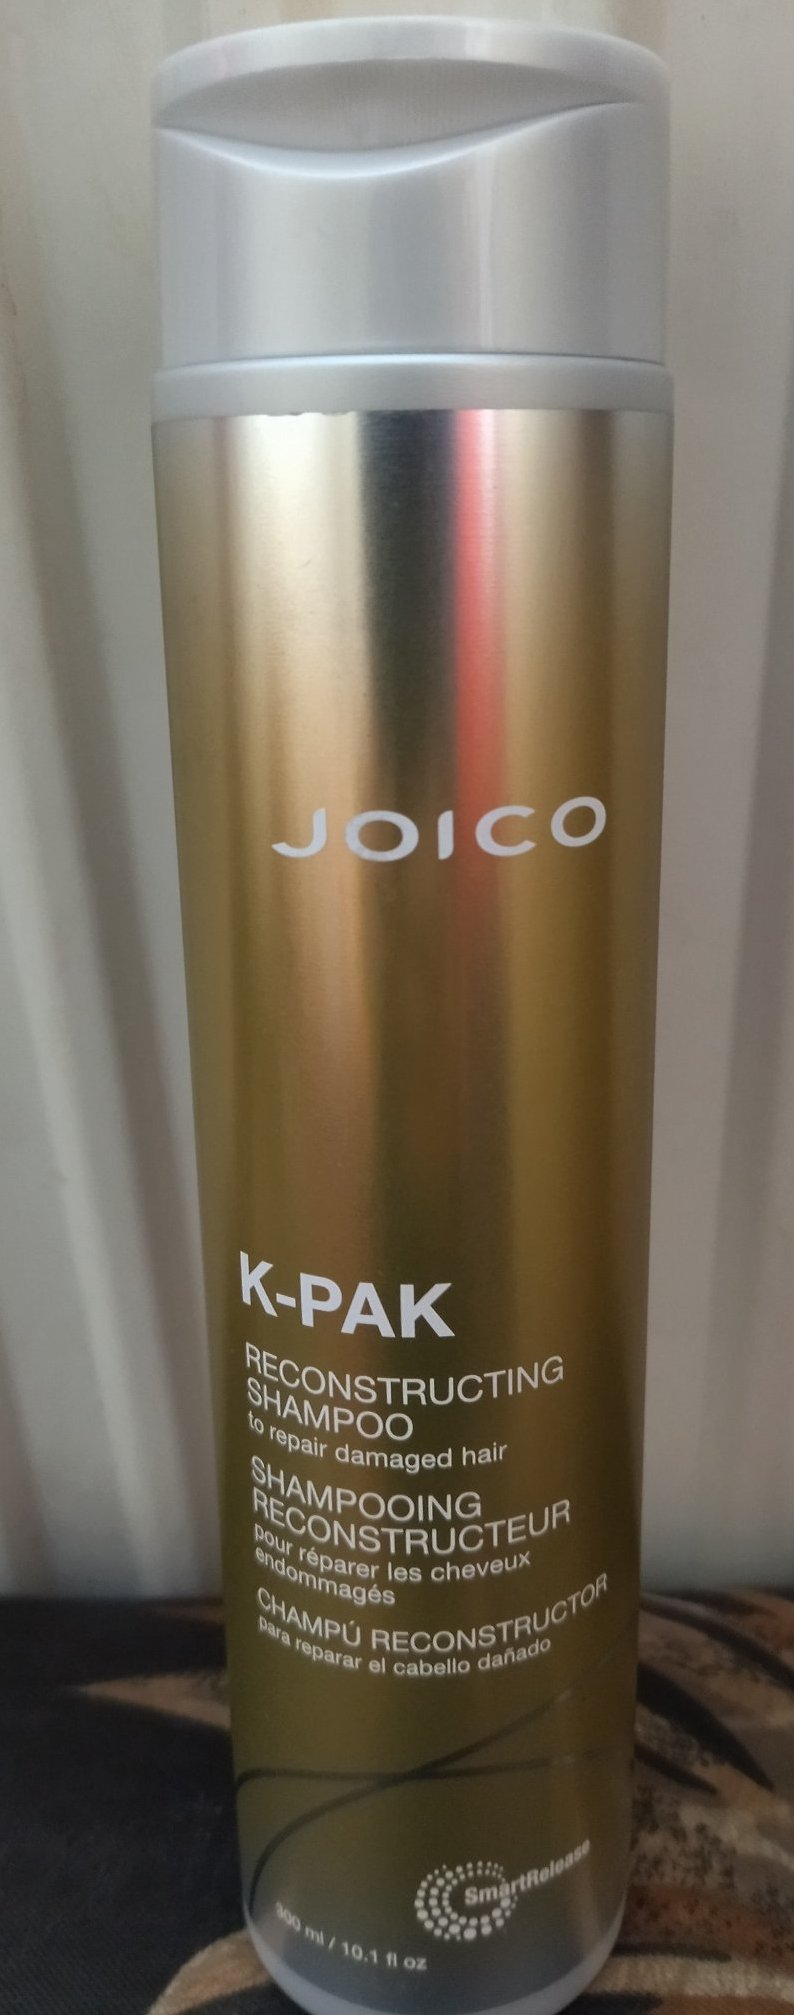 JOICO
K-PAK
RECONSTRUCTING
SHAMPOO
to repair damaged hair
SHAMPOOING
RECONSTRUCTEUR
pour réparer les cheveux
endommagés
CHAMPÚ RECONSTRUCTOR
para reparar el cabello dañado
SmartRelease
300 ml / 10.1 fl oz